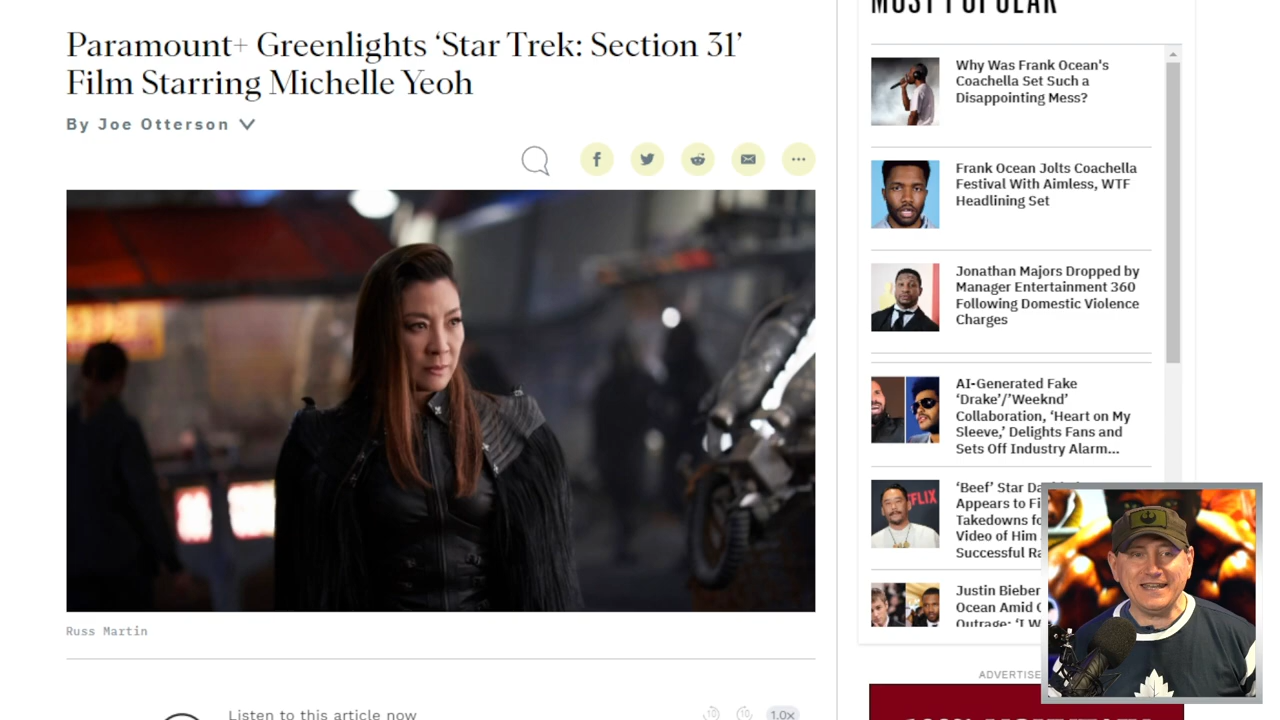 Paramount+ Greenlights ‘Star Trek: Section 31’
Film Starring Michelle Yeoh
By Joe Otterson
Russ Martin
Listen to this article now
1.0x
MOST POPULAR
Why Was Frank Ocean's
Coachella Set Such a
Disappointing Mess?
Frank Ocean Jolts Coachella
Festival With Aimless, WTF
Headlining Set
Jonathan Majors Dropped by
Manager Entertainment 360
Following Domestic Violence
Charges
AI-Generated Fake
‘Drake’/’Weeknd’
Collaboration, ‘Heart on My
Sleeve,’ Delights Fans and
Sets Off Industry Alarm...
FLIX
‘Beef’ Star
Appears to
Takedowns
Video of Him
Successful
Justin Bieber
Ocean Amid
Outrage: ‘I